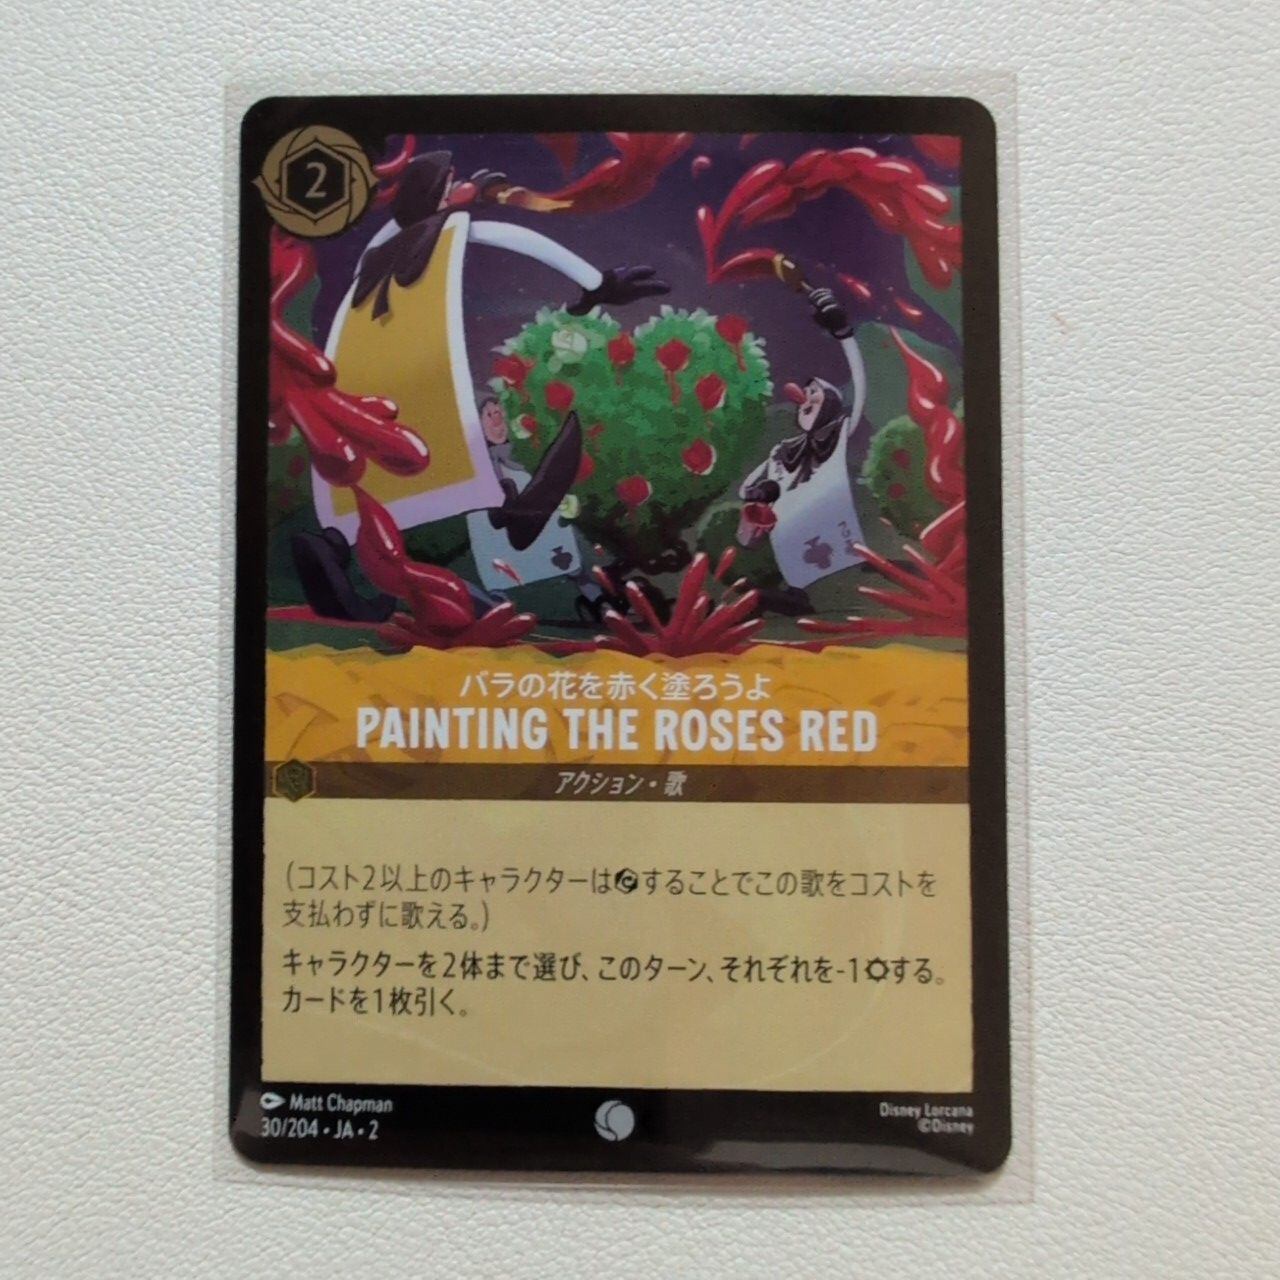 2
バラの花を赤く塗ろうよ
PAINTING THE ROSES RED
アクション・歌
(コスト2以上のキャラクターはすることでこの歌をコストを
支払わずに歌える。)
キャラクターを2体まで選び、このターン、それぞれを-1する。
カードを1枚引く。
Matt Chapman
30/204・JA・2
Disney Lorcana
©Disney